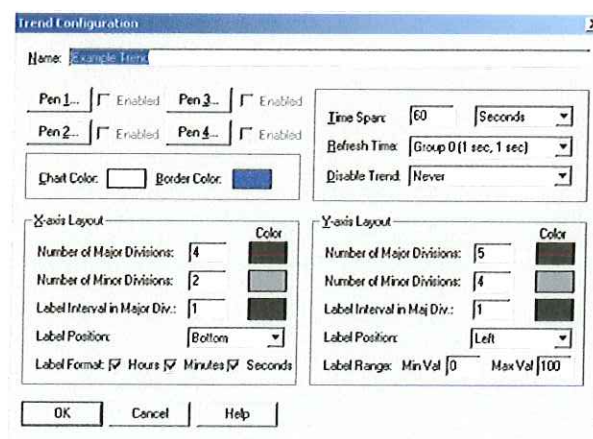 Trend Configuration
Name: Example Trend
Pen 1... Enabled Pen 3... Enabled
Pen 2... Enabled Pen 4... Enabled
Chart Color: Border Color:
Time Span: 60 Seconds
Refresh Time: Group 0 (1 sec, 1 sec)
Disable Trend: Never
X-axis Layout
Color
Number of Major Divisions: 4
Number of Minor Divisions: 2
Label Interval in Major Div.: 1
Label Position: Bottom
Label Format: Hours Minutes Seconds
Y-axis Layout
Color
Number of Major Divisions: 5
Number of Minor Divisions: 4
Label Interval in Maj Div.: 1
Label Position: Left
Label Range: Min Val 0 Max Val 100
OK Cancel Help